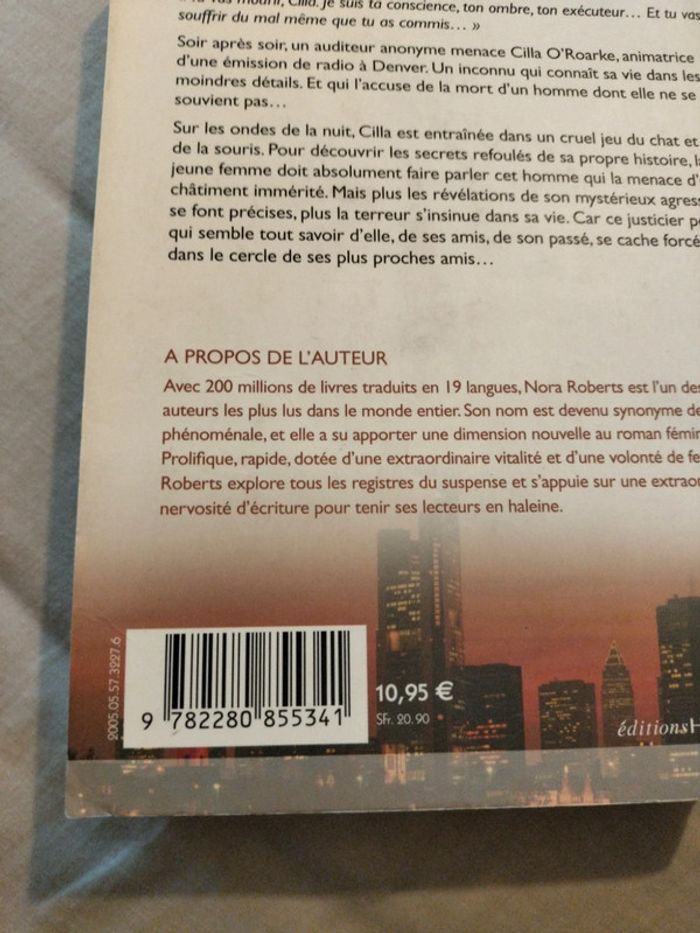 mourir, Cilla. Je suis ta conscience, ton ombre, ton exécuteur… Et tu vas
souffrir du mal même que tu as commis… »
Soir après soir, un auditeur anonyme menace Cilla O'Roarke, animatrice
d'une émission de radio à Denver. Un inconnu qui connaît sa vie dans les
moindres détails. Et qui l'accuse de la mort d'un homme dont elle ne se
souvient pas…
Sur les ondes de la nuit, Cilla est entraînée dans un cruel jeu du chat et
de la souris. Pour découvrir les secrets refoulés de sa propre histoire, l
jeune femme doit absolument faire parler cet homme qui la menace d'
châtiment immérité. Mais plus les révélations de son mystérieux agress
se font précises, plus la terreur s'insinue dans sa vie. Car ce justicier p
qui semble tout savoir d'elle, de ses amis, de son passé, se cache forcé
dans le cercle de ses plus proches amis…
A PROPOS DE L'AUTEUR
Avec 200 millions de livres traduits en 19 langues, Nora Roberts est l'un des
auteurs les plus lus dans le monde entier. Son nom est devenu synonyme de
phénoménale, et elle a su apporter une dimension nouvelle au roman fémin
Prolifique, rapide, dotée d'une extraordinaire vitalité et d'une volonté de fe
Roberts explore tous les registres du suspense et s'appuie sur une extraor
nervosité d'écriture pour tenir ses lecteurs en haleine.
2005.05.57.3927.6
9 782280 855341
10,95 €
Sfr. 20.90
éditionsH